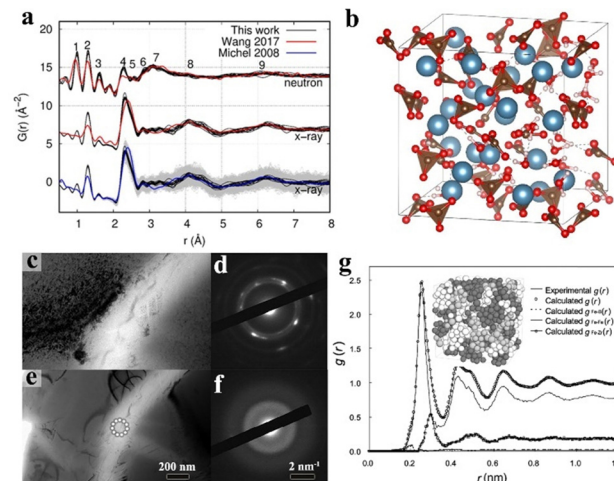 a
This work
Wang 2017
Michel 2008
20
15
10
5
0
G(r) (Å⁻²)
1
2
3
4
5
6
7
8
9
neutron
x-ray
x-ray
1
2
3
4
5
6
7
8
r (Å)
b
c
d
e
f
200 nm
2 nm⁻¹
g
Experimental g(r)
Calculated g(r)
Calculated
Calculated
Calculated
g(r)
2.5
2.0
1.5
1.0
0.5
0.0
0.0
0.2
0.4
0.6
0.8
1.0
r(nm)